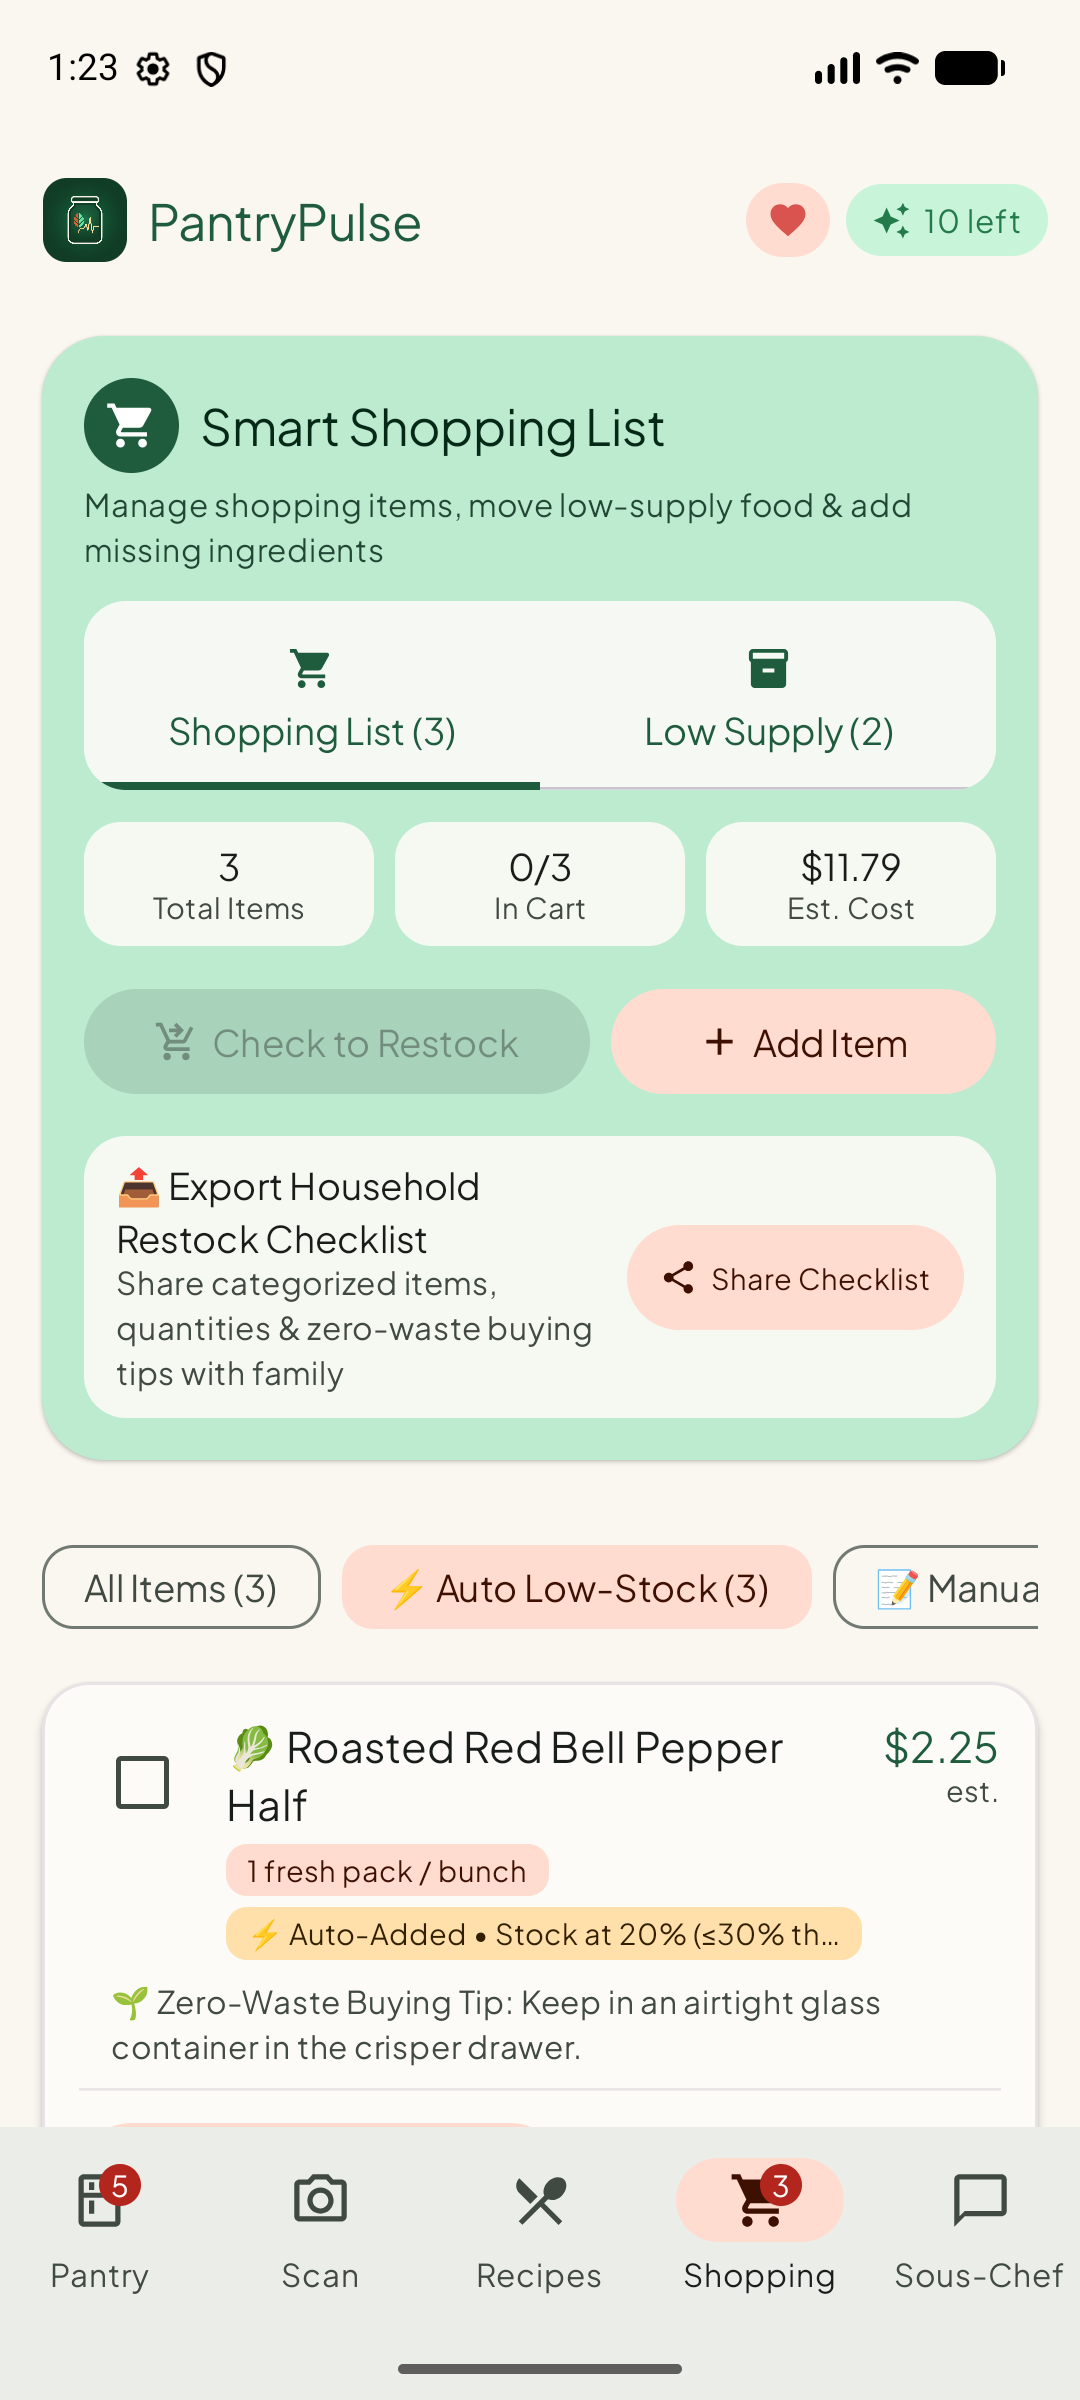 1:23
PantryPulse
10 left
Smart Shopping List
Manage shopping items, move low-supply food & add
missing ingredients
Shopping List (3)
Low Supply (2)
3
Total Items
0/3
In Cart
$11.79
Est. Cost
Check to Restock
Add Item
📤 Export Household
Restock Checklist
Share categorized items,
quantities & zero-waste buying
tips with family
Share Checklist
All Items (3)
⚡ Auto Low-Stock (3)
📝 Manua
🥬 Roasted Red Bell Pepper
Half
$2.25
est.
1 fresh pack / bunch
⚡ Auto-Added • Stock at 20% (≤30% th...
🌱 Zero-Waste Buying Tip: Keep in an airtight glass
container in the crisper drawer.
5
Pantry
Scan
Recipes
3
Shopping
Sous-Chef